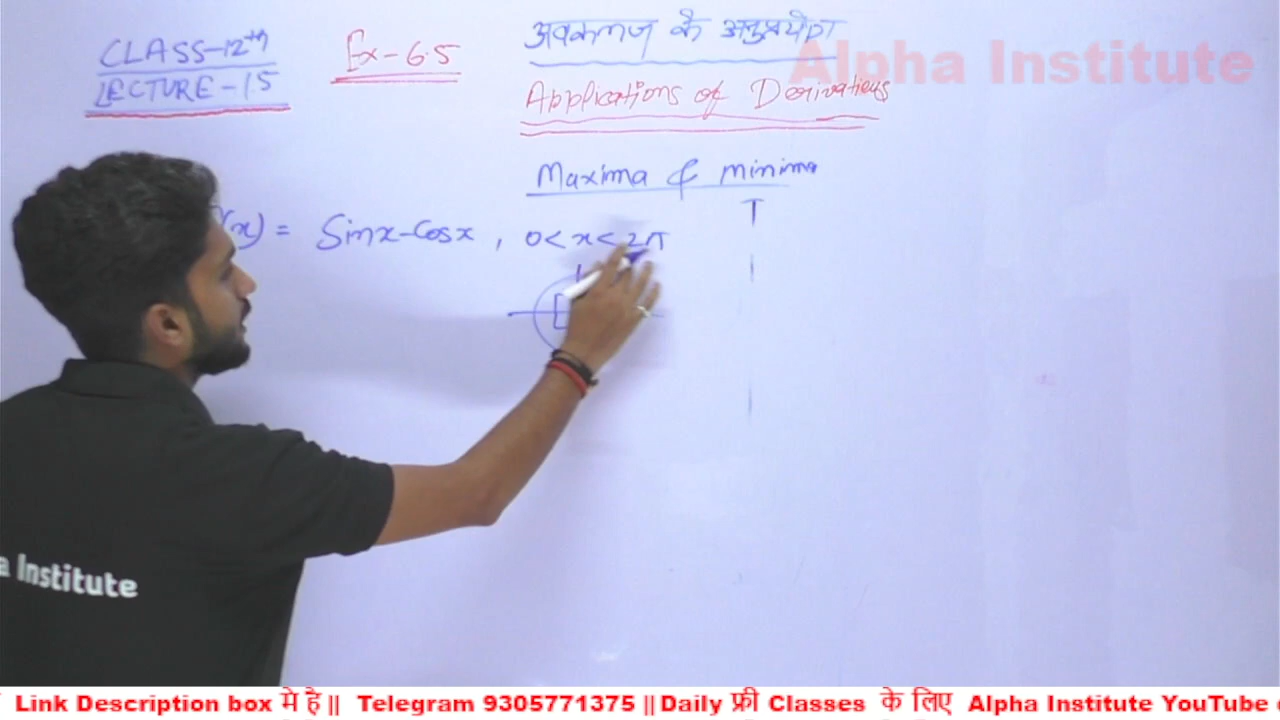 CLASS-12th
LECTURE-15
Ex-6.5
अवकलज के अनुप्रयोग
Alpha Institute
Applications of Derivatievs
Maxima & minima
(x) = Sinx-Cosx, 0< x < 2π
a Institute
Link Description box मे है || Telegram 9305771375 || Daily फ्री Classes के लिए Alpha Institute YouTube